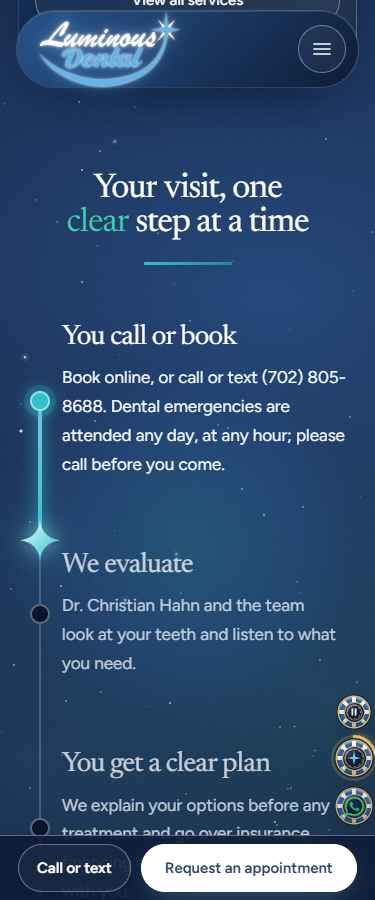 View all services
Luminous
Dental
Your visit, one
clear step at a time
You call or book
Book online, or call or text (702) 805-
8688. Dental emergencies are
attended any day, at any hour; please
call before you come.
We evaluate
Dr. Christian Hahn and the team
look at your teeth and listen to what
you need.
You get a clear plan
We explain your options before any
treatment and go over insurance,
financing
with you.
Call or text
Request an appointment